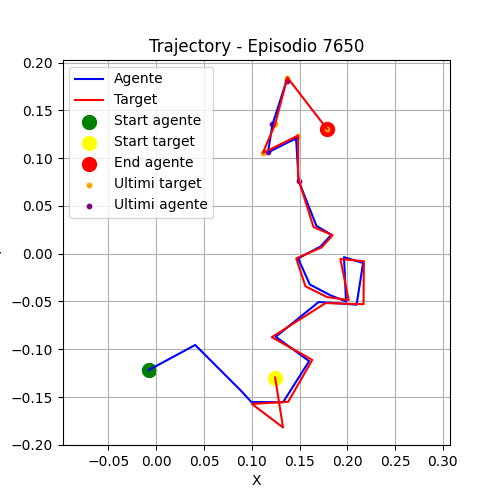 Trajectory - Episodio 7650
Agente
Target
Start agente
Start target
End agente
Ultimi target
Ultimi agente
0.20
0.15
0.10
0.05
0.00
−0.05
−0.10
−0.15
−0.20
−0.05
0.00
0.05
0.10
0.15
0.20
0.25
0.30
X